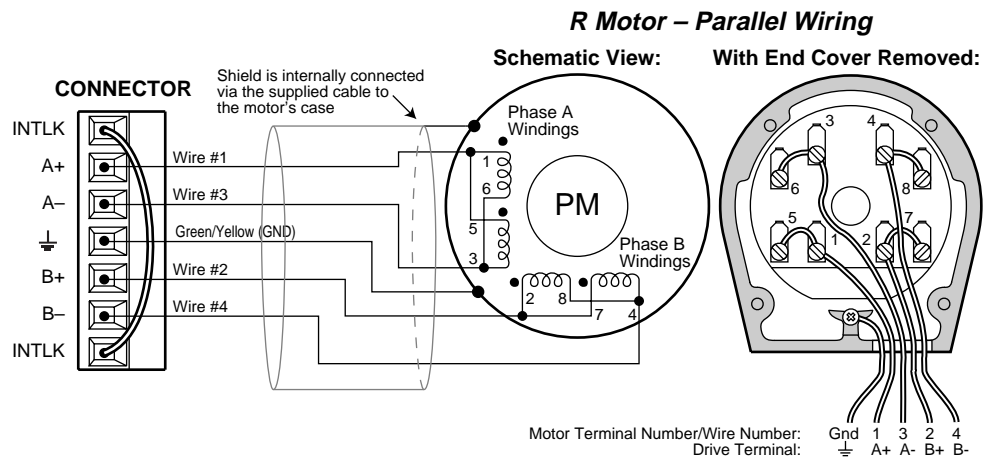 R Motor – Parallel Wiring
Schematic View:
With End Cover Removed:
CONNECTOR
Shield is internally connected
via the supplied cable to
the motor's case
INTLK
A+
A–
B+
B–
INTLK
Wire #1
Wire #3
Green/Yellow (GND)
Wire #2
Wire #4
Phase A
Windings
1
6
5
3
PM
Phase B
Windings
2
8
7
4
3
4
6
8
5
1
2
7
Motor Terminal Number/Wire Number: Gnd 1 3 2 4
Drive Terminal: ⏚ A+ A- B+ B-